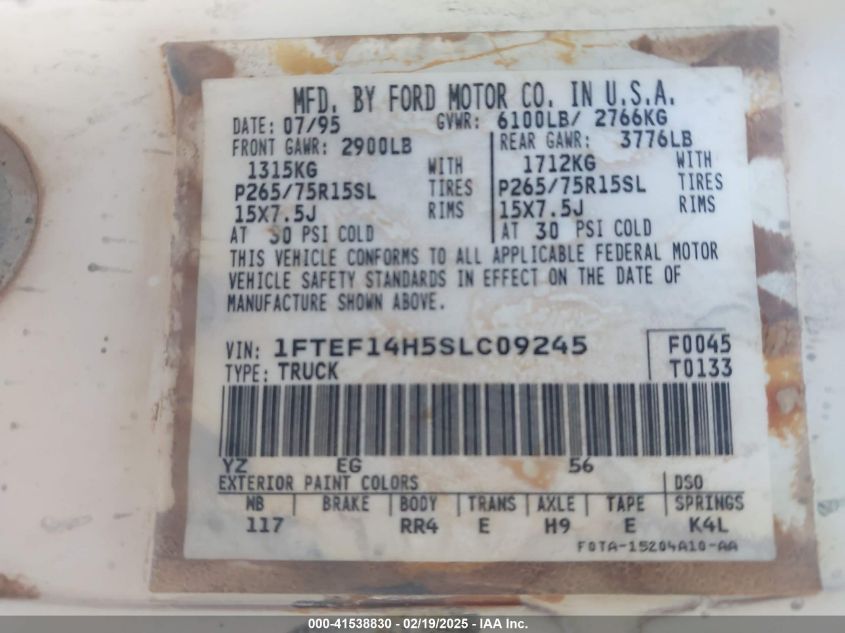 MFD. BY FORD MOTOR CO. IN U.S.A.
DATE: 07/95 GVWR: 6100LB/ 2766KG
FRONT GAWR: 2900LB REAR GAWR: 3776LB
1315KG WITH 1712KG WITH
P265/75R15SL TIRES P265/75R15SL TIRES
15X7.5J RIMS 15X7.5J RIMS
AT 30 PSI COLD AT 30 PSI COLD
THIS VEHICLE CONFORMS TO ALL APPLICABLE FEDERAL MOTOR
VEHICLE SAFETY STANDARDS IN EFFECT ON THE DATE OF
MANUFACTURE SHOWN ABOVE.
VIN: 1FTEF14H5SLC09245 F0045
TYPE: TRUCK T0133
YZ EG 56
EXTERIOR PAINT COLORS DSO
WB BRAKE BODY TRANS AXLE TAPE SPRINGS
117 RR4 E H9 E K4L
F0TA-15204A10-AA
000-41538830 - 02/19/2025 - IAA Inc.